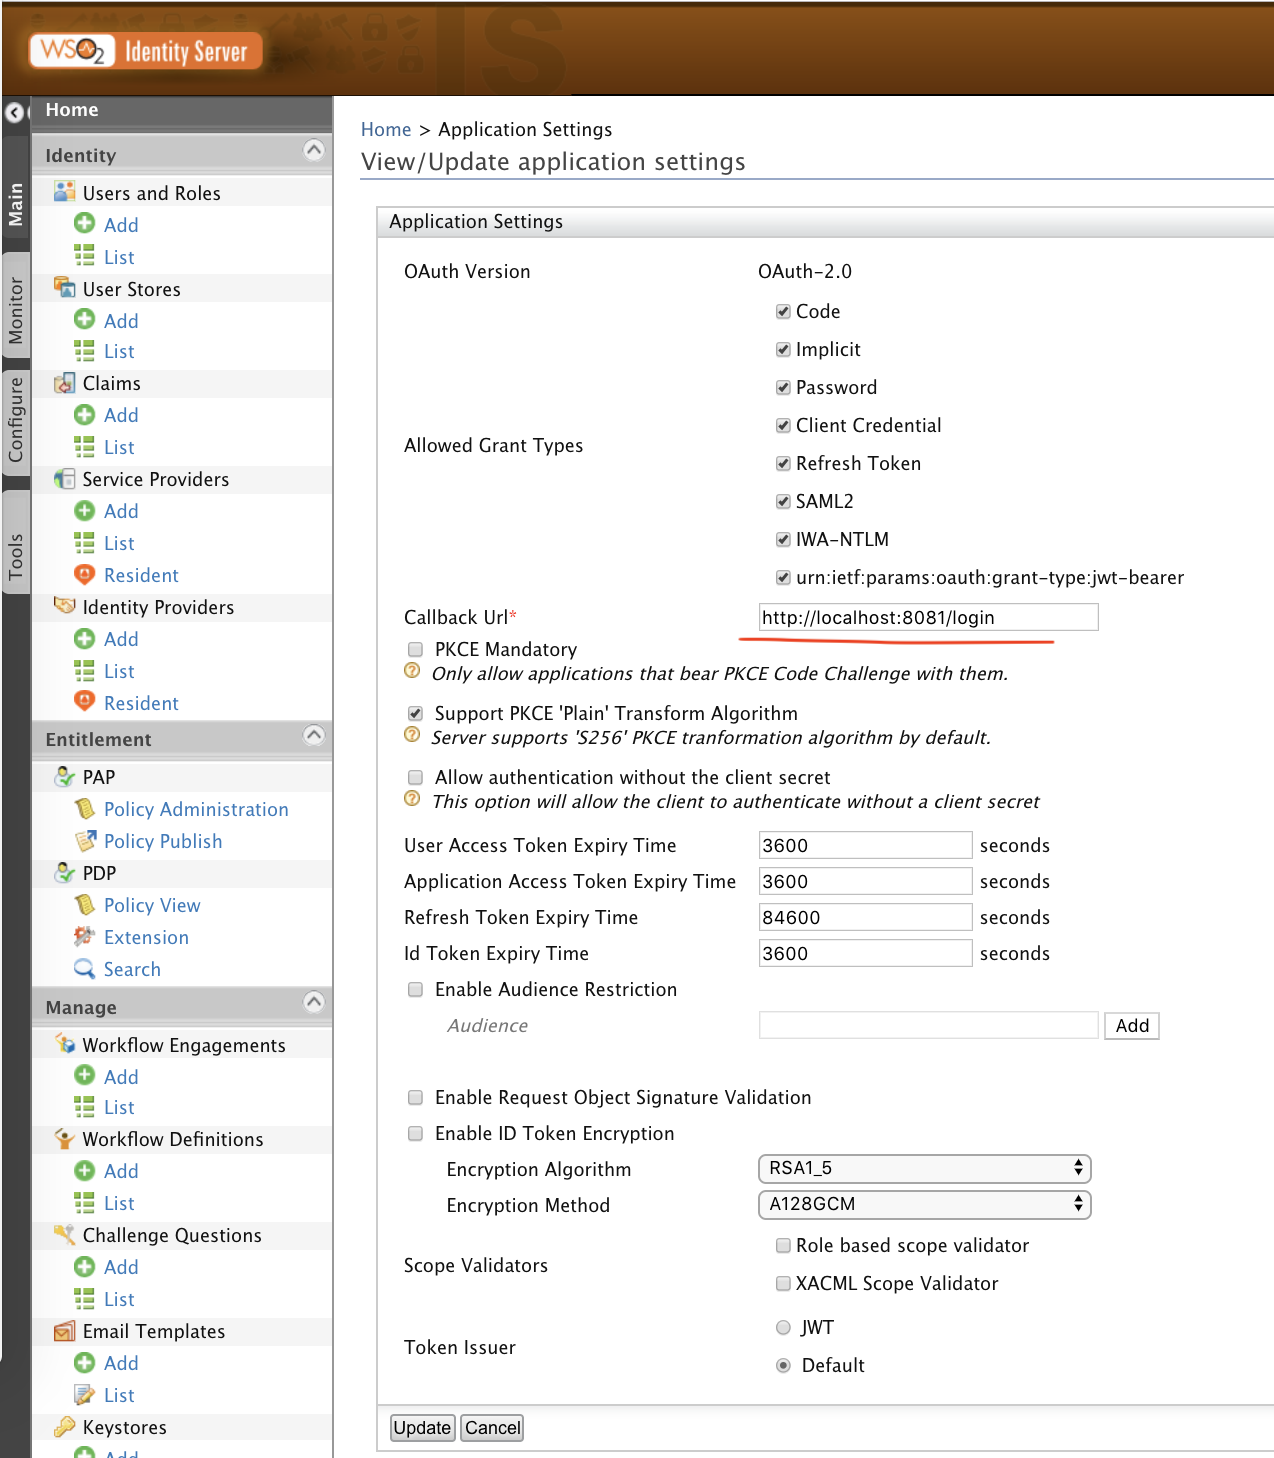 WSO2 Identity Server
Home
Identity
Users and Roles
Add
List
User Stores
Add
List
Claims
Add
List
Service Providers
Add
List
Resident
Identity Providers
Add
List
Resident
Entitlement
PAP
Policy Administration
Policy Publish
PDP
Policy View
Extension
Search
Manage
Workflow Engagements
Add
List
Workflow Definitions
Add
List
Challenge Questions
Add
List
Email Templates
Add
List
Keystores
Add
Main
Monitor
Configure
Tools
Home > Application Settings
View/Update application settings
Application Settings
OAuth Version OAuth-2.0
Allowed Grant Types
Code
Implicit
Password
Client Credential
Refresh Token
SAML2
IWA-NTLM
urn:ietf:params:oauth:grant-type:jwt-bearer
Callback Url* http://localhost:8081/login
PKCE Mandatory
Only allow applications that bear PKCE Code Challenge with them.
Support PKCE 'Plain' Transform Algorithm
Server supports 'S256' PKCE tranformation algorithm by default.
Allow authentication without the client secret
This option will allow the client to authenticate without a client secret
User Access Token Expiry Time 3600 seconds
Application Access Token Expiry Time 3600 seconds
Refresh Token Expiry Time 84600 seconds
Id Token Expiry Time 3600 seconds
Enable Audience Restriction
Audience Add
Enable Request Object Signature Validation
Enable ID Token Encryption
Encryption Algorithm RSA1_5
Encryption Method A128GCM
Scope Validators
Role based scope validator
XACML Scope Validator
Token Issuer
JWT
Default
Update Cancel